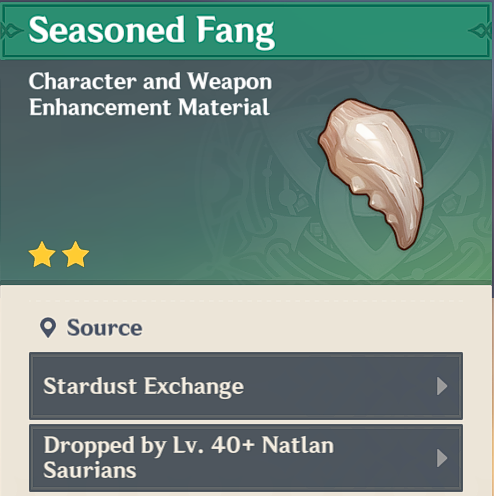 Seasoned Fang
Character and Weapon
Enhancement Material
Source
Stardust Exchange
Dropped by Lv. 40+ Natlan
Saurians